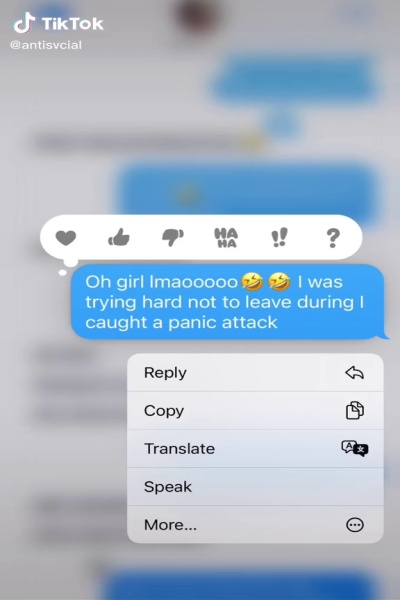 TikTok
@antisvcial
HA
HA
!!
?
Oh girl lmaooooo🤣🤣 I was
trying hard not to leave during I
caught a panic attack
Reply
Copy
Translate
Speak
More...